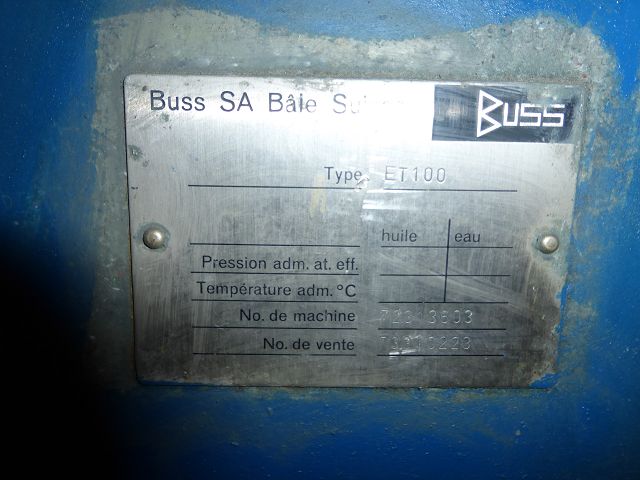 Buss SA Bâle
BUSS
Type ET100
huile eau
Pression adm. at. eff.
Température adm. °C
No. de machine
No. de vente